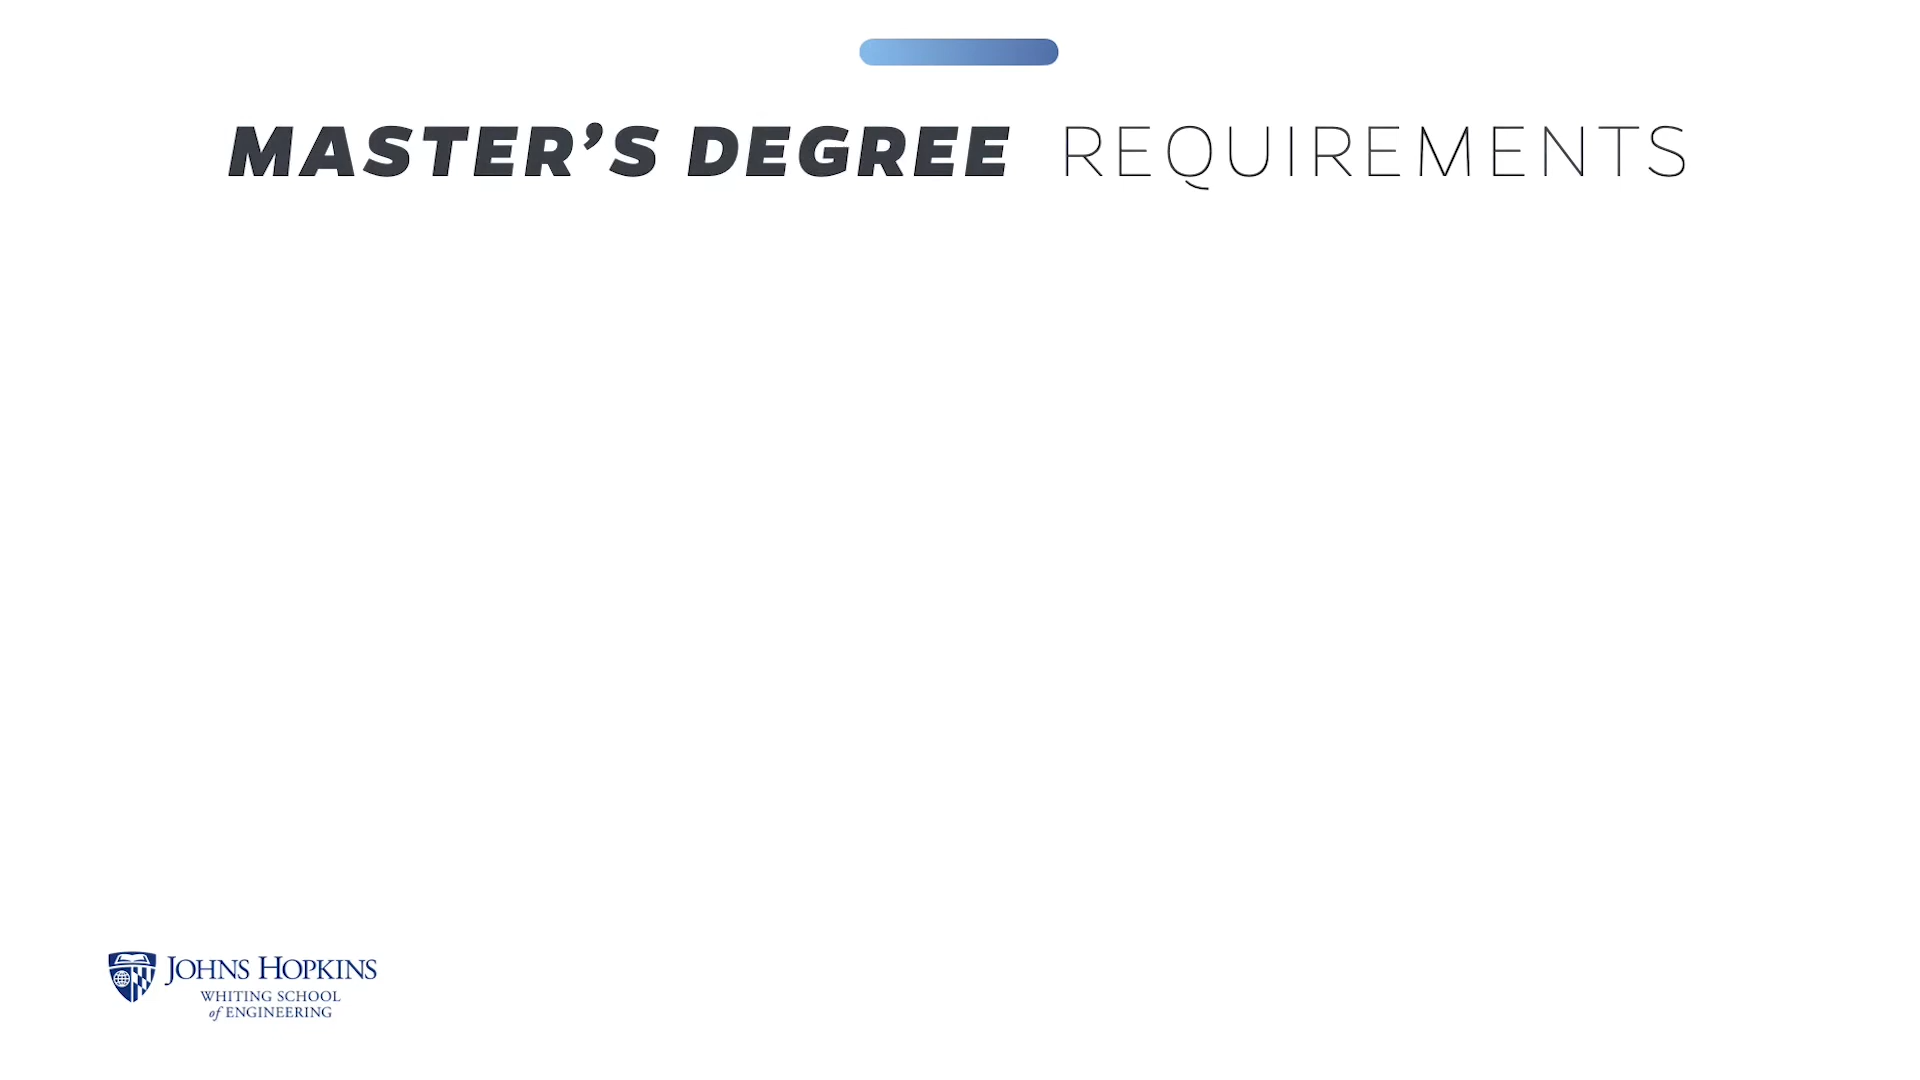 MASTER’S DEGREE REQUIREMENTS
JOHNS HOPKINS
WHITING SCHOOL
of ENGINEERING